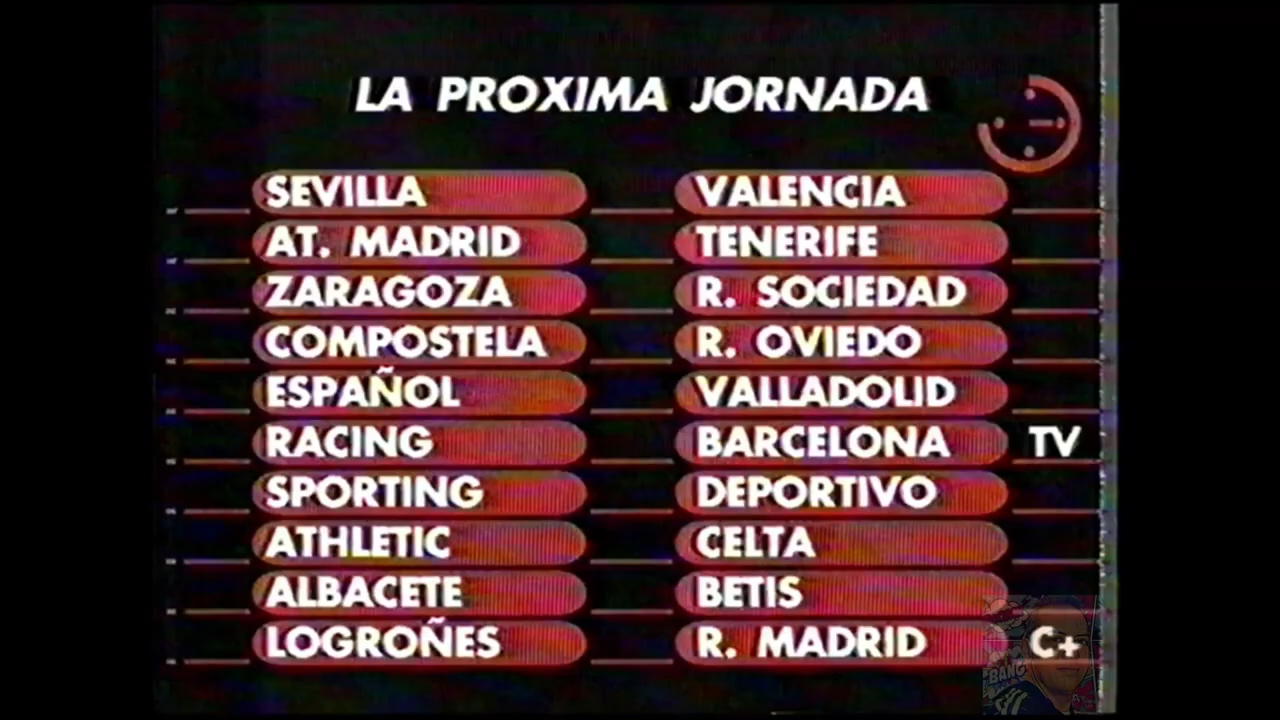 LA PROXIMA JORNADA
SEVILLA VALENCIA
AT. MADRID TENERIFE
ZARAGOZA R. SOCIEDAD
COMPOSTELA R. OVIEDO
ESPAÑOL VALLADOLID
RACING BARCELONA TV
SPORTING DEPORTIVO
ATHLETIC CELTA
ALBACETE BETIS
LOGROÑES R. MADRID C+
BANG